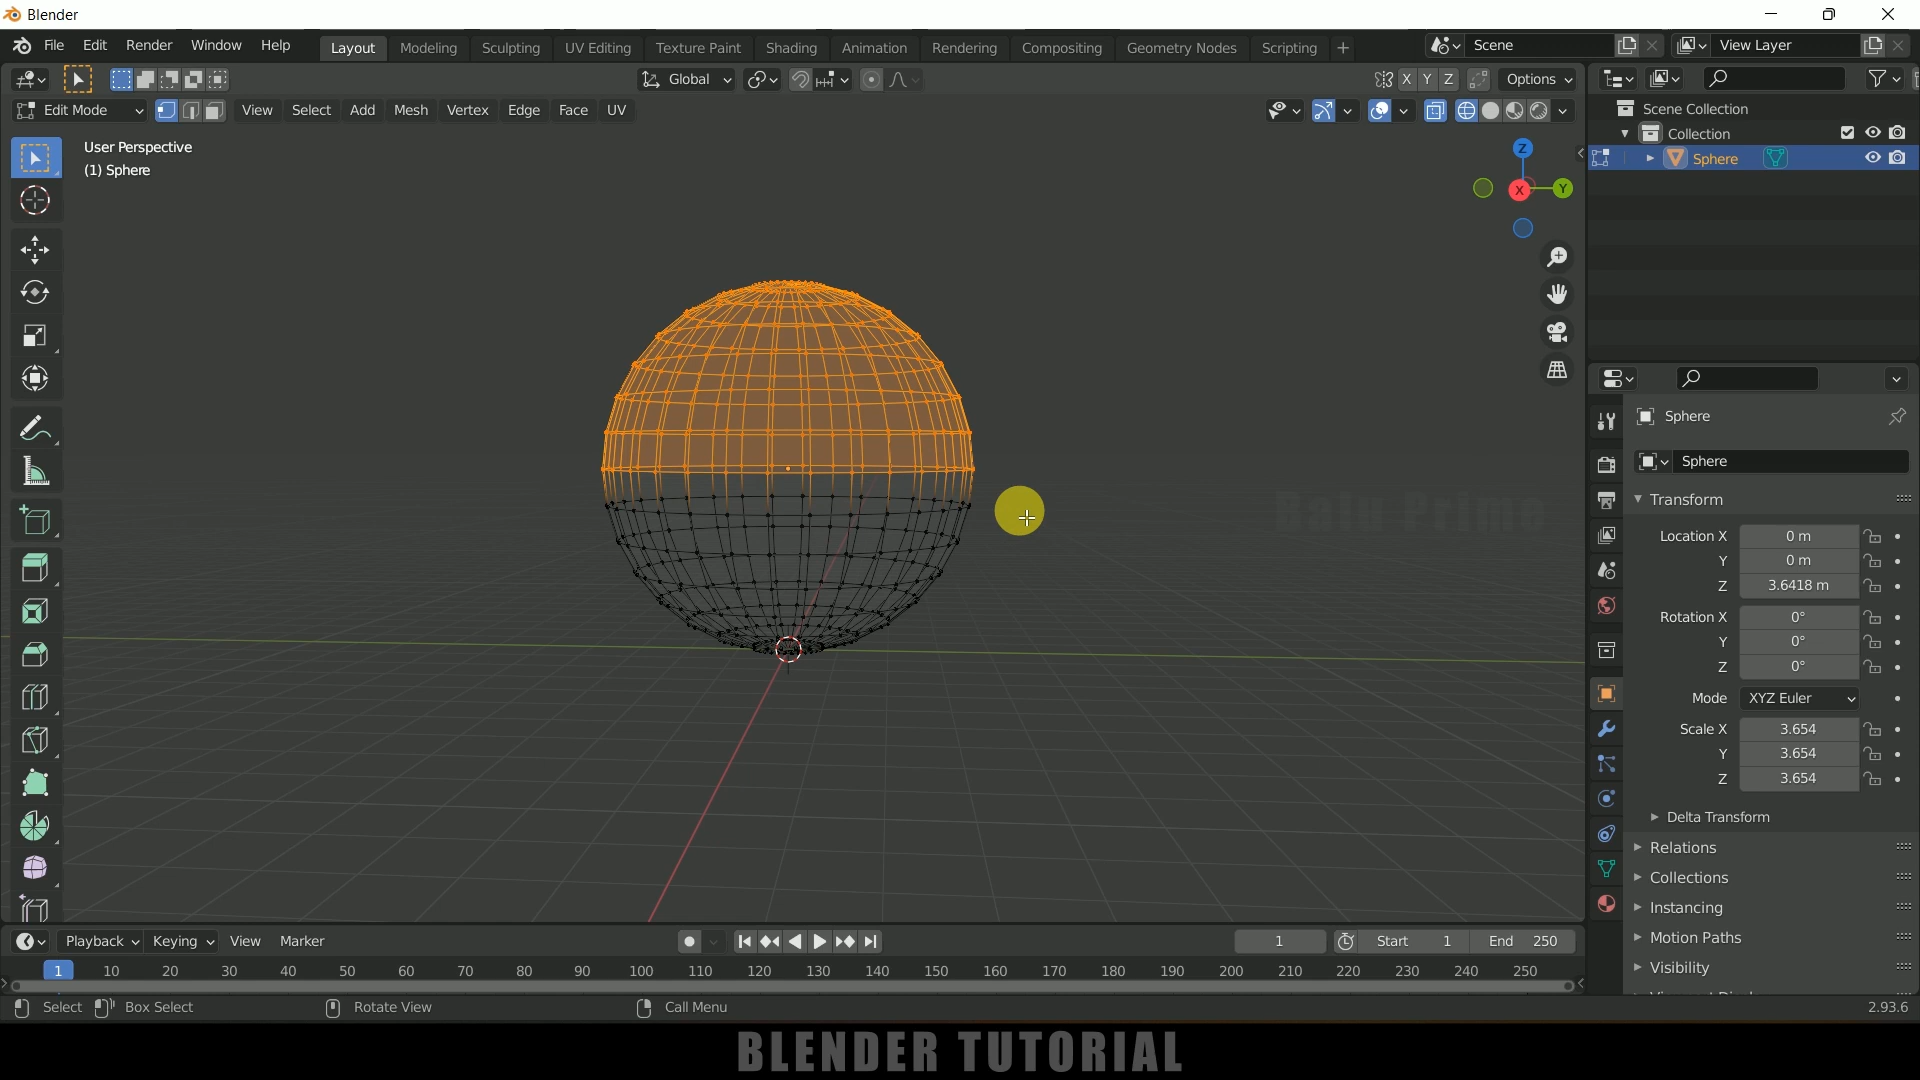 Blender
File Edit Render Window Help Layout Modeling Sculpting UV Editing Texture Paint Shading Animation Rendering Compositing Geometry Nodes Scripting + Scene View Layer
Global X Y Z Options
Edit Mode View Select Add Mesh Vertex Edge Face UV
User Perspective
(1) Sphere
Z
X
Y
Ralu Prime
Scene Collection
Collection
Sphere
Sphere
Sphere
Transform
Location X 0 m
Y 0 m
Z 3.6418 m
Rotation X 0°
Y 0°
Z 0°
Mode XYZ Euler
Scale X 3.654
Y 3.654
Z 3.654
Delta Transform
Relations
Collections
Instancing
Motion Paths
Visibility
Playback Keying View Marker 1 Start 1 End 250
1 10 20 30 40 50 60 70 80 90 100 110 120 130 140 150 160 170 180 190 200 210 220 230 240 250
Select Box Select Rotate View Call Menu 2.93.6
BLENDER TUTORIAL